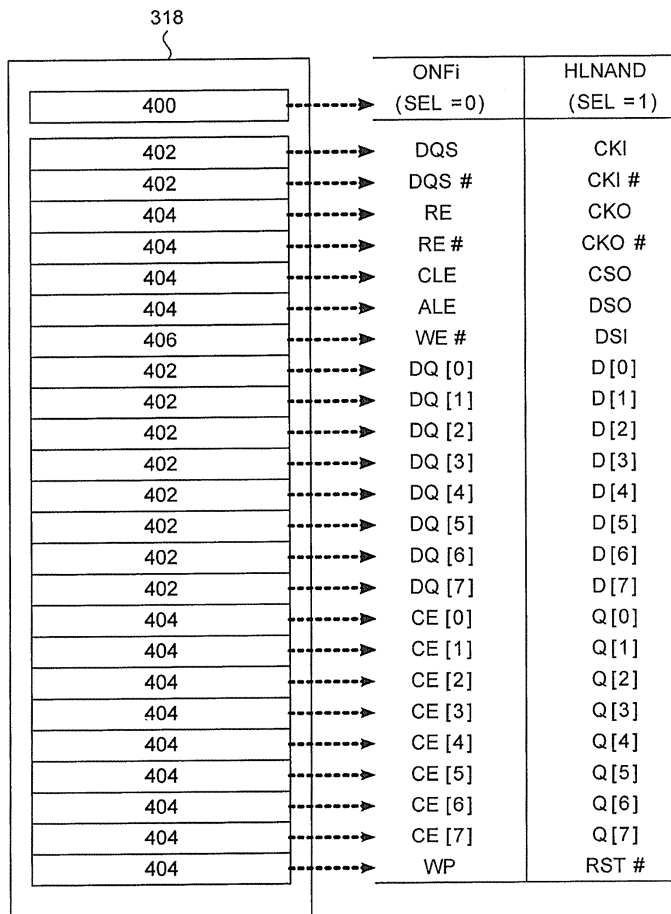 318
ONFi HLNAND
400 (SEL =0) (SEL =1)
402 DQS CKI
402 DQS # CKI #
404 RE CKO
404 RE # CKO #
404 CLE CSO
404 ALE DSO
406 WE # DSI
402 DQ [0] D [0]
402 DQ [1] D [1]
402 DQ [2] D [2]
402 DQ [3] D [3]
402 DQ [4] D [4]
402 DQ [5] D [5]
402 DQ [6] D [6]
402 DQ [7] D [7]
404 CE [0] Q [0]
404 CE [1] Q [1]
404 CE [2] Q [2]
404 CE [3] Q [3]
404 CE [4] Q [4]
404 CE [5] Q [5]
404 CE [6] Q [6]
404 CE [7] Q [7]
404 WP RST #